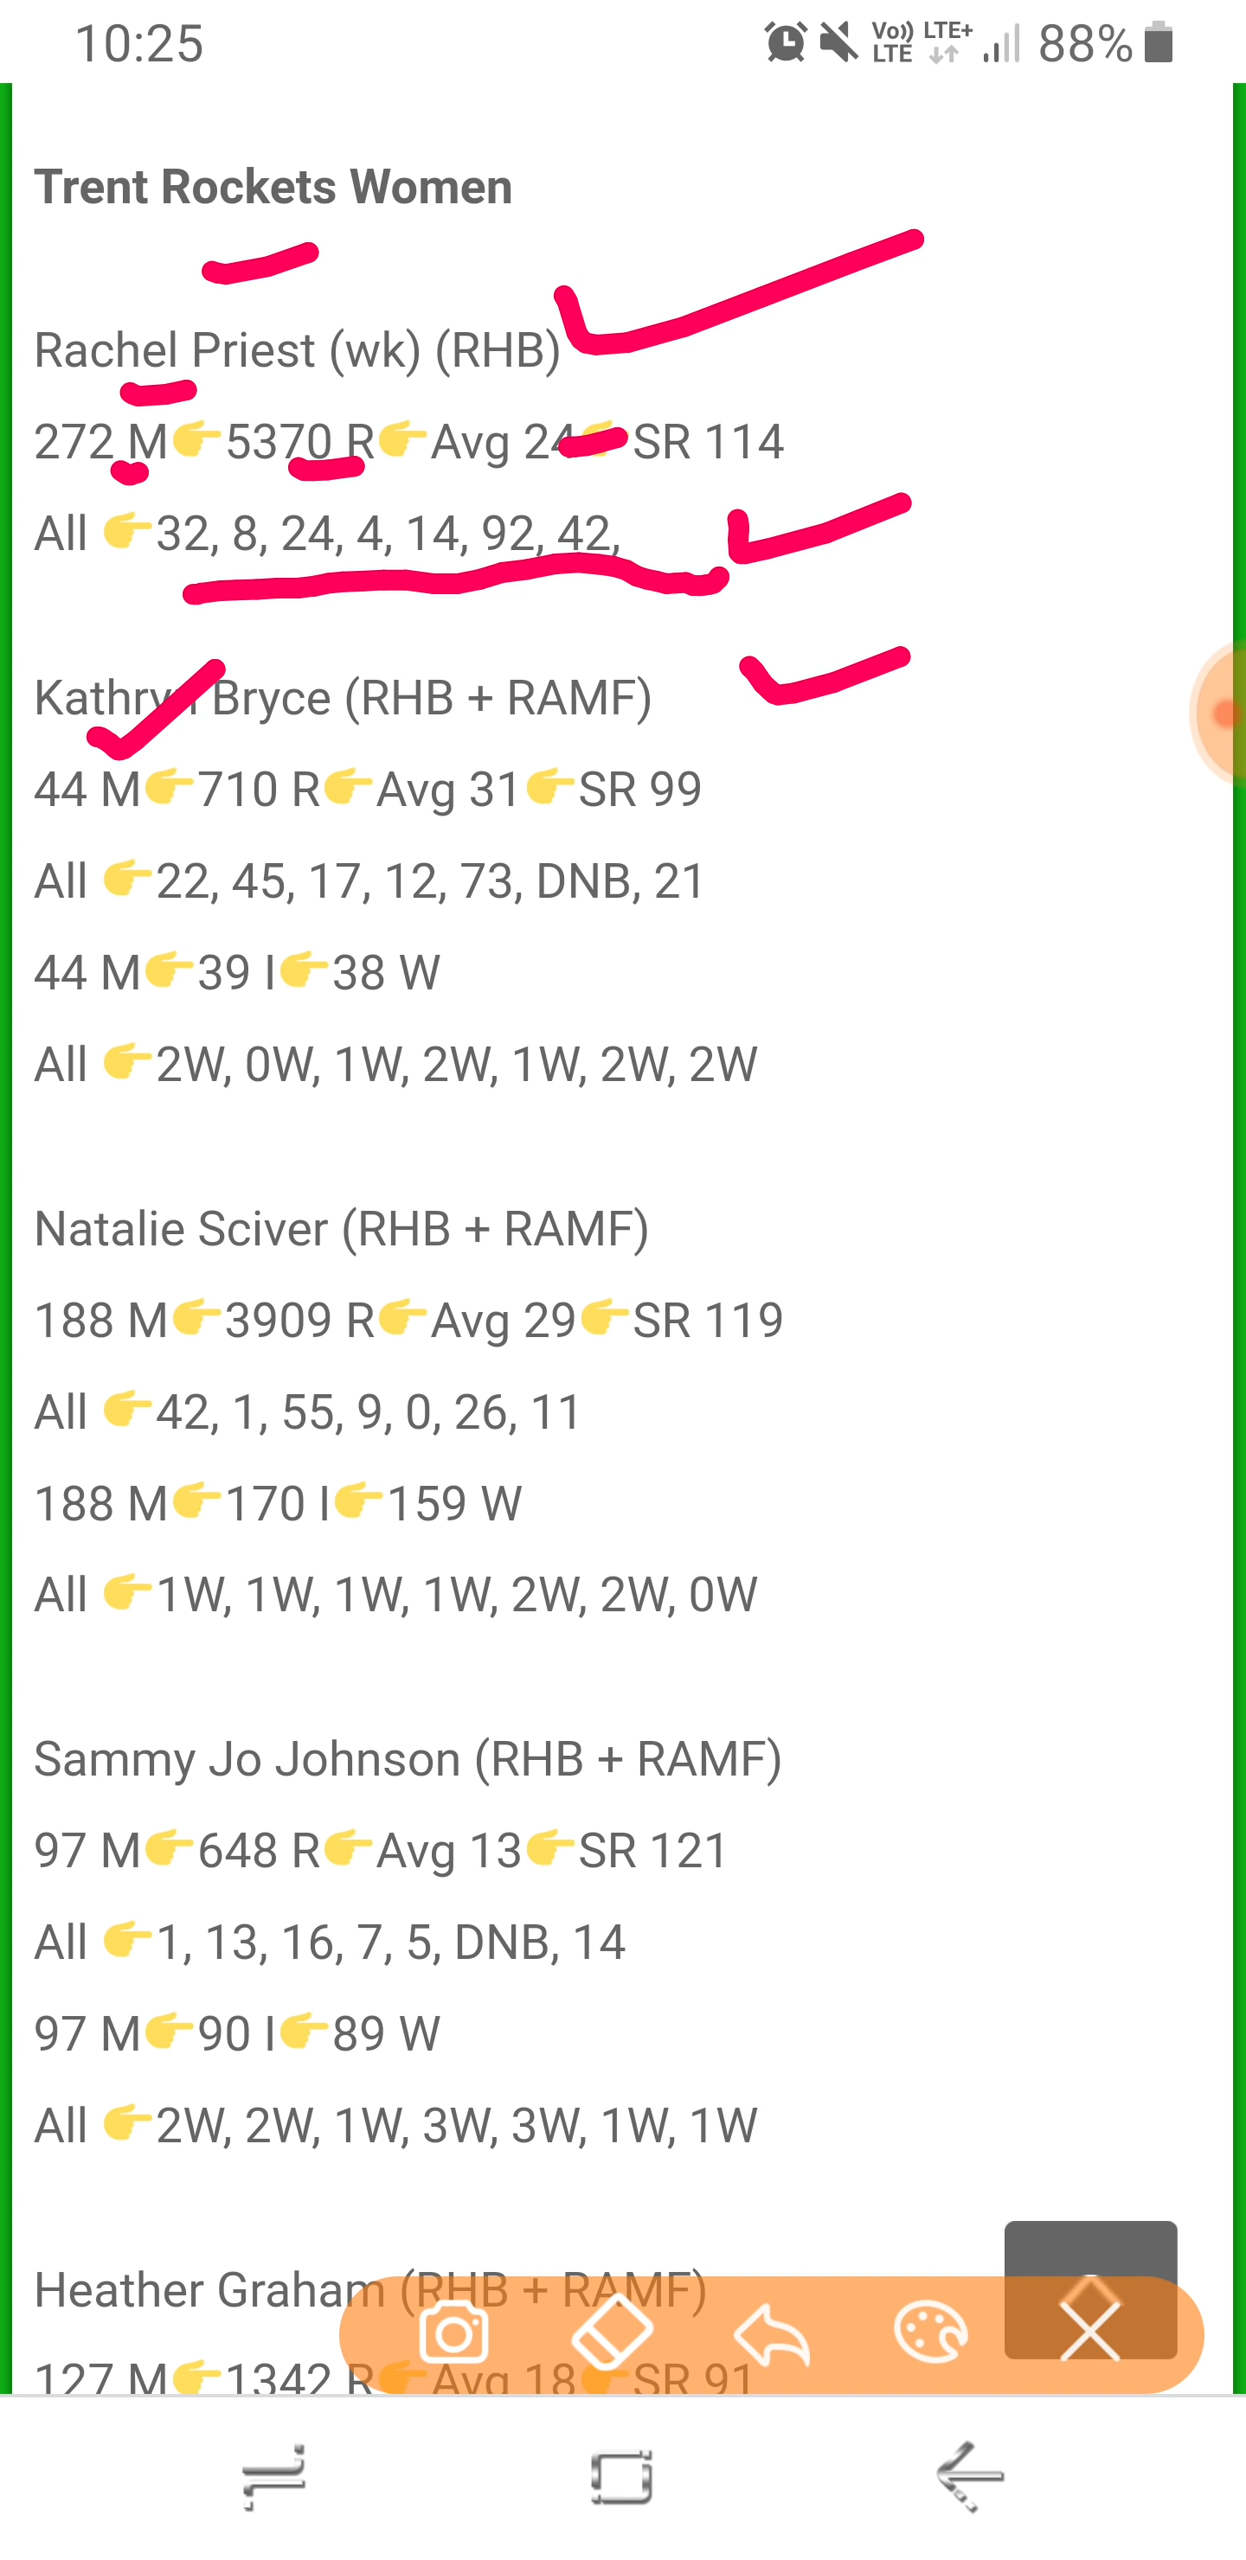 10:25 Vo)) LTE LTE+ 88%
Trent Rockets Women
Rachel Priest (wk) (RHB)
272 M👉5370 R👉Avg 24👉SR 114
All 👉32, 8, 24, 4, 14, 92, 42,
Kathryn Bryce (RHB + RAMF)
44 M👉710 R👉Avg 31👉SR 99
All 👉22, 45, 17, 12, 73, DNB, 21
44 M👉39 I👉38 W
All 👉2W, 0W, 1W, 2W, 1W, 2W, 2W
Natalie Sciver (RHB + RAMF)
188 M👉3909 R👉Avg 29👉SR 119
All 👉42, 1, 55, 9, 0, 26, 11
188 M👉170 I👉159 W
All 👉1W, 1W, 1W, 1W, 2W, 2W, 0W
Sammy Jo Johnson (RHB + RAMF)
97 M👉648 R👉Avg 13👉SR 121
All 👉1, 13, 16, 7, 5, DNB, 14
97 M👉90 I👉89 W
All 👉2W, 2W, 1W, 3W, 3W, 1W, 1W
Heather Graham (RHB + RAMF)
127 M👉1342 R👉Avg 18👉SR 91